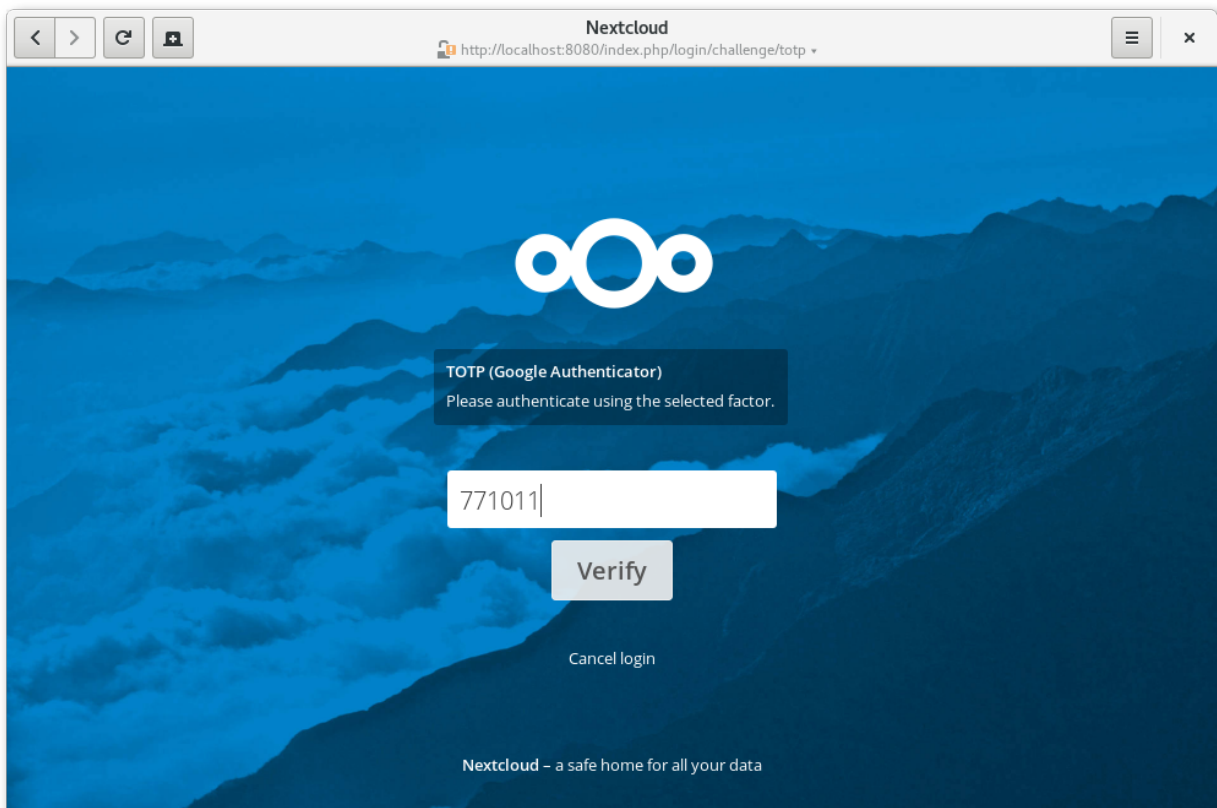 Nextcloud
http://localhost:8080/index.php/login/challenge/totp
TOTP (Google Authenticator)
Please authenticate using the selected factor.
771011
Verify
Cancel login
Nextcloud – a safe home for all your data